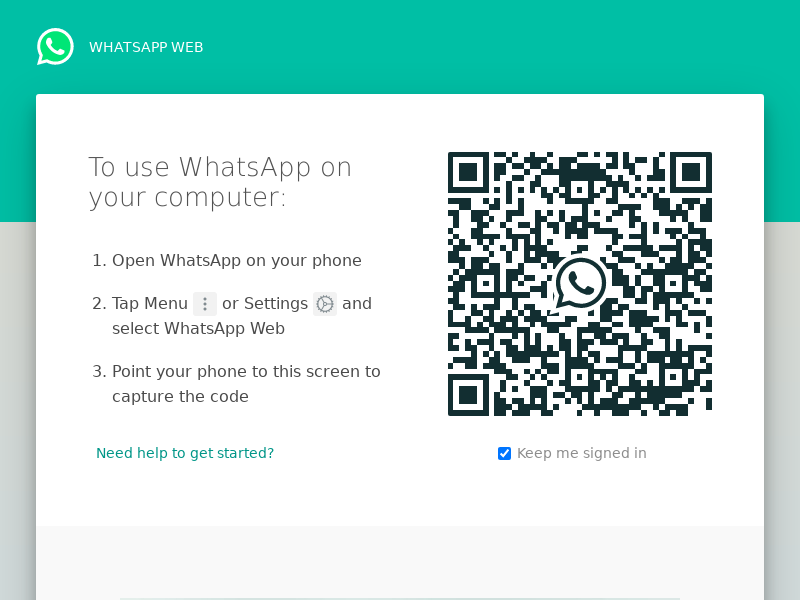 WHATSAPP WEB
To use WhatsApp on
your computer:
1. Open WhatsApp on your phone
2. Tap Menu or Settings and
select WhatsApp Web
3. Point your phone to this screen to
capture the code
Need help to get started?
Keep me signed in